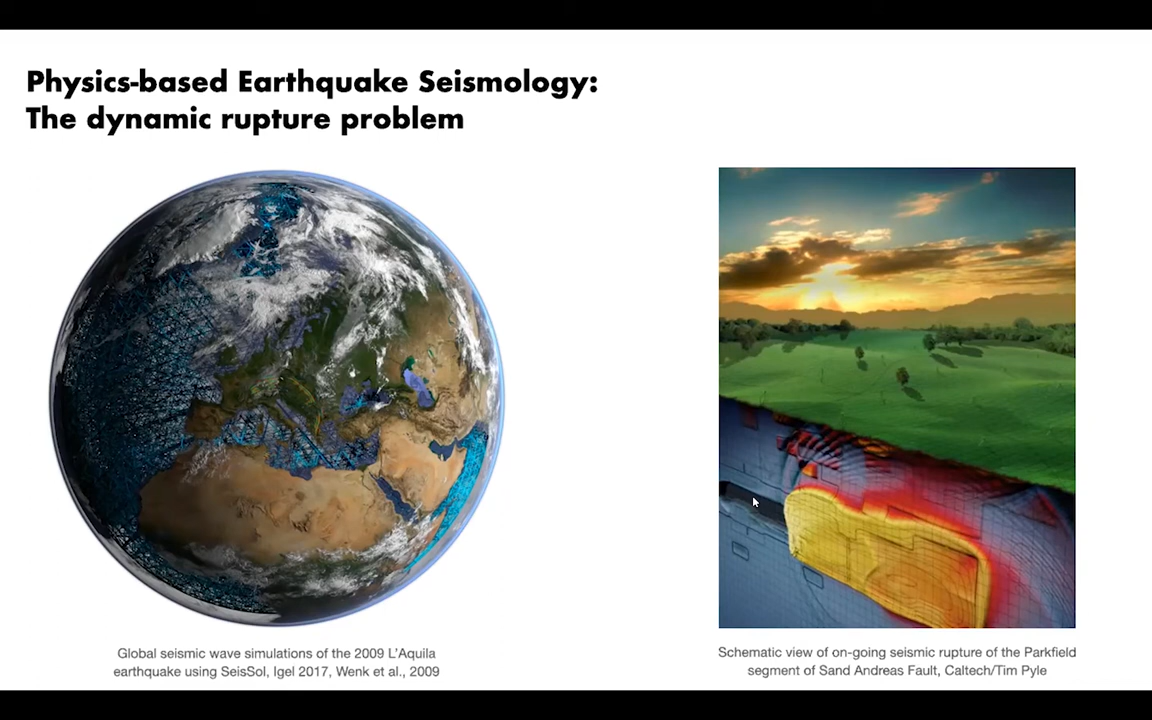 Physics-based Earthquake Seismology:
The dynamic rupture problem
Global seismic wave simulations of the 2009 L'Aquila
earthquake using SeisSol, Igel 2017, Wenk et al., 2009
Schematic view of on-going seismic rupture of the Parkfield
segment of Sand Andreas Fault, Caltech/Tim Pyle